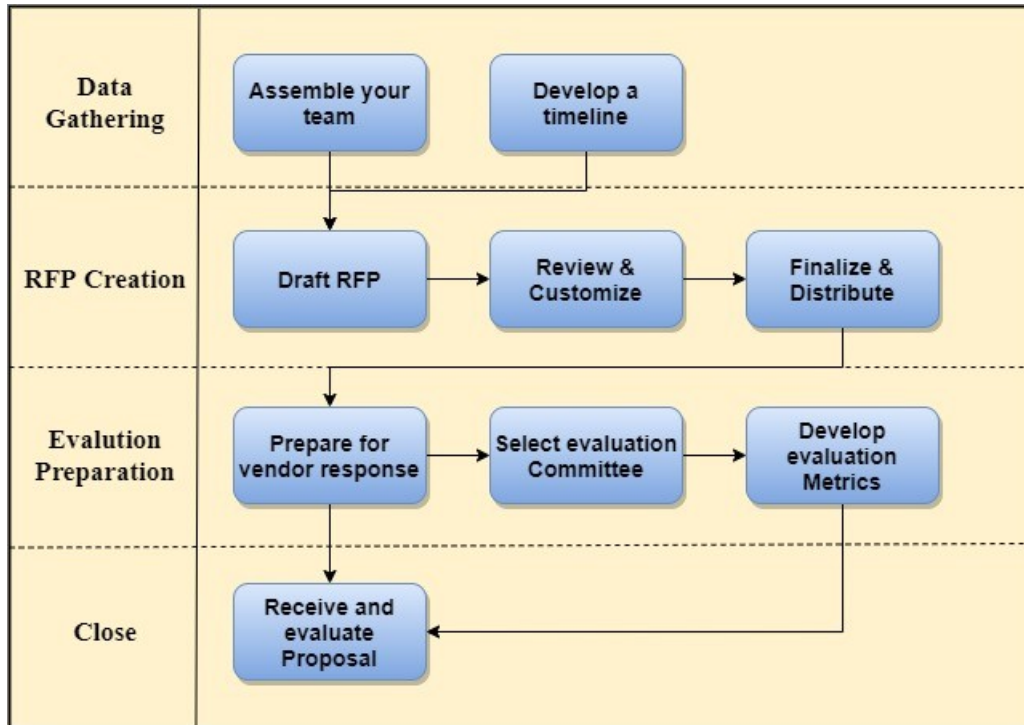 Data
Gathering
Assemble your
team
Develop a
timeline
RFP Creation
Draft RFP
Review &
Customize
Finalize &
Distribute
Evalution
Preparation
Prepare for
vendor response
Select evaluation
Committee
Develop
evaluation
Metrics
Close
Receive and
evaluate
Proposal